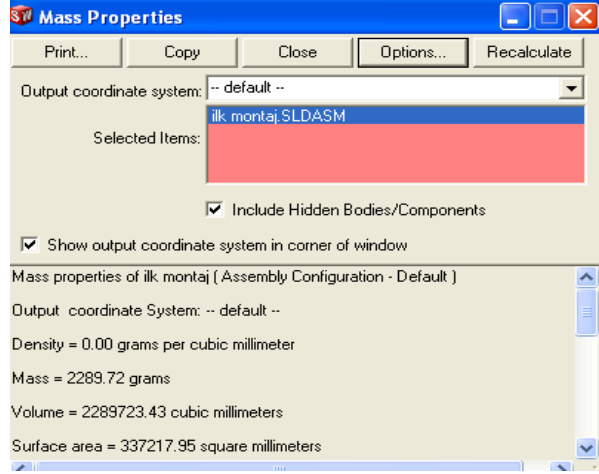 SW Mass Properties
Print... Copy Close Options... Recalculate
Output coordinate system: -- default --
ilk montaj.SLDASM
Selected Items:
Include Hidden Bodies/Components
Show output coordinate system in corner of window
Mass properties of ilk montaj ( Assembly Configuration - Default )
Output coordinate System: -- default --
Density = 0.00 grams per cubic millimeter
Mass = 2289.72 grams
Volume = 2289723.43 cubic millimeters
Surface area = 337217.95 square millimeters